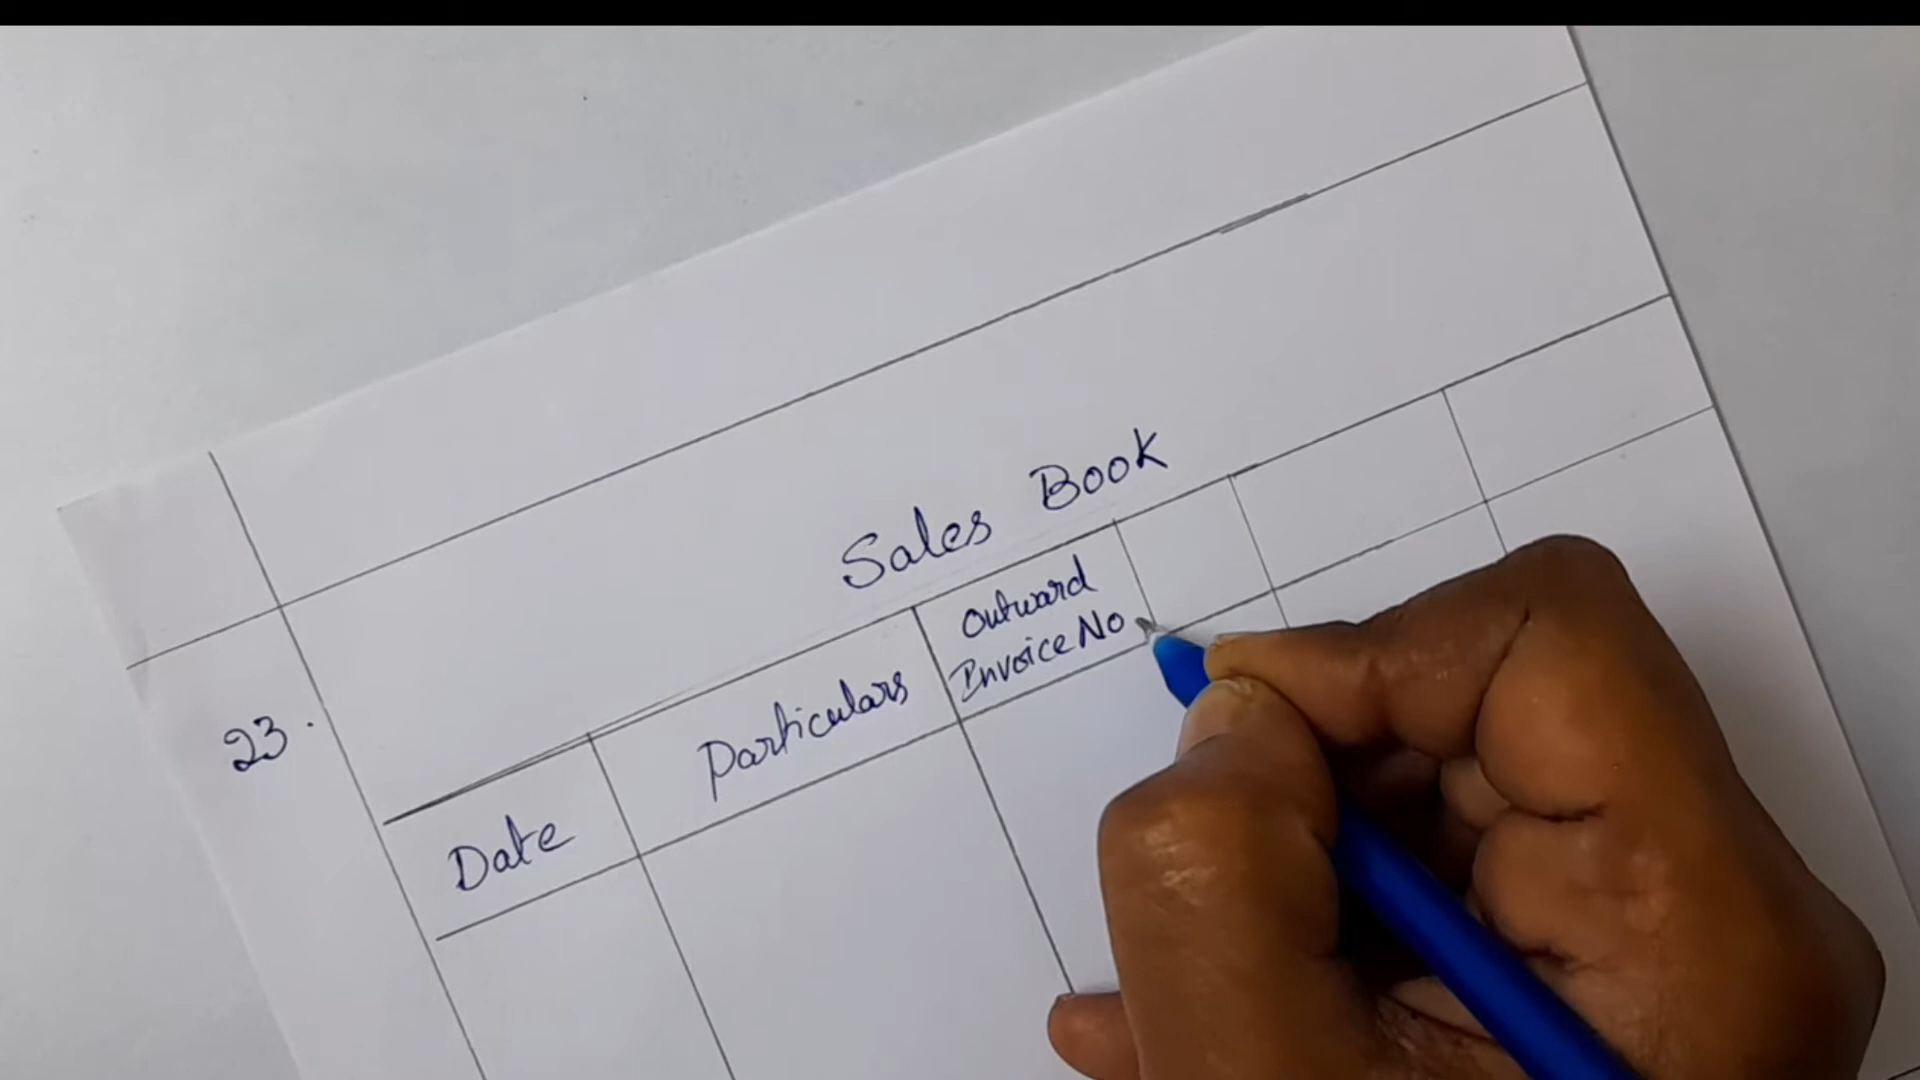 Sales Book
23.
Date
Particulars
Outward
Invoice No